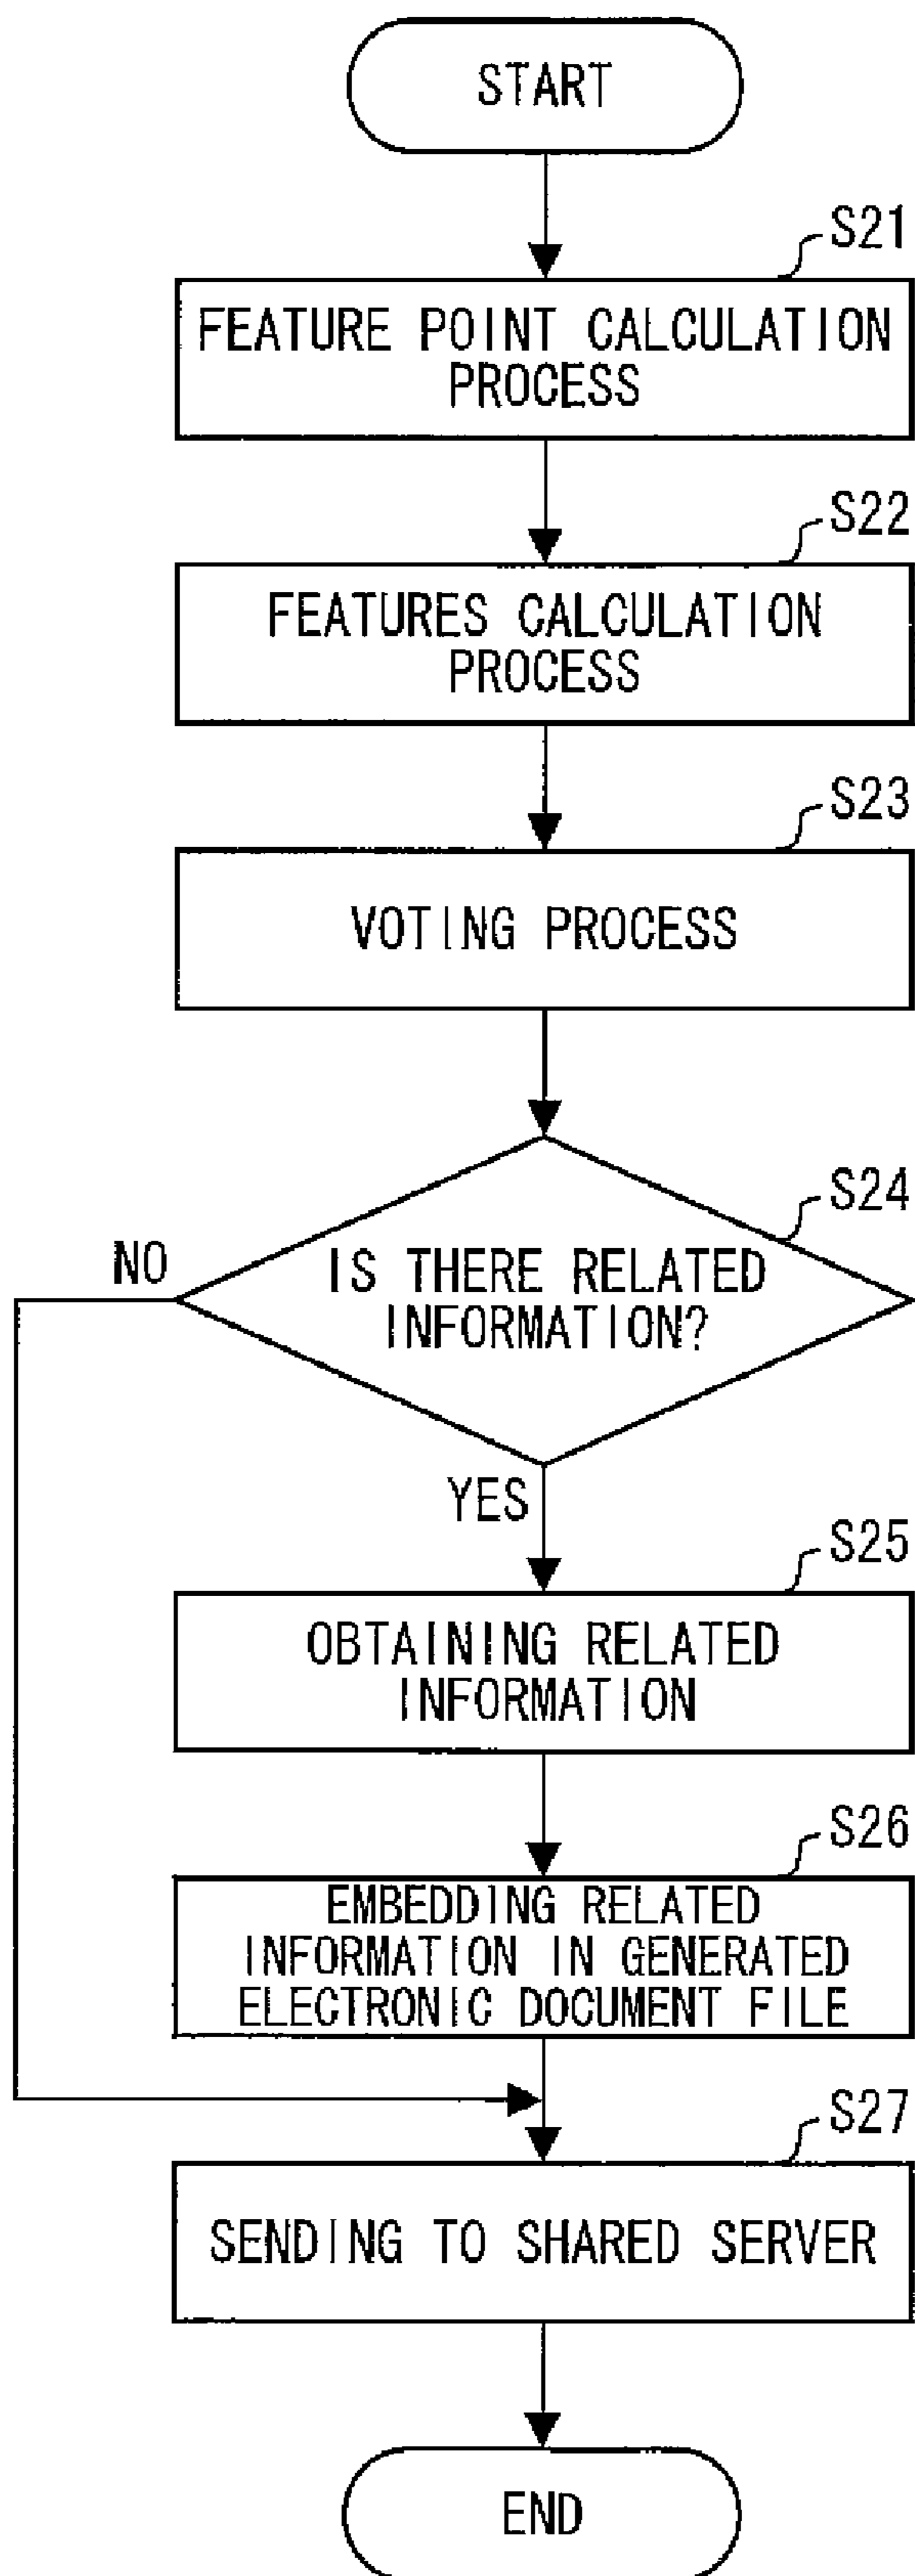 START
S21
FEATURE POINT CALCULATION
PROCESS
S22
FEATURES CALCULATION
PROCESS
S23
VOTING PROCESS
S24
NO
IS THERE RELATED
INFORMATION?
YES
S25
OBTAINING RELATED
INFORMATION
S26
EMBEDDING RELATED
INFORMATION IN GENERATED
ELECTRONIC DOCUMENT FILE
S27
SENDING TO SHARED SERVER
END